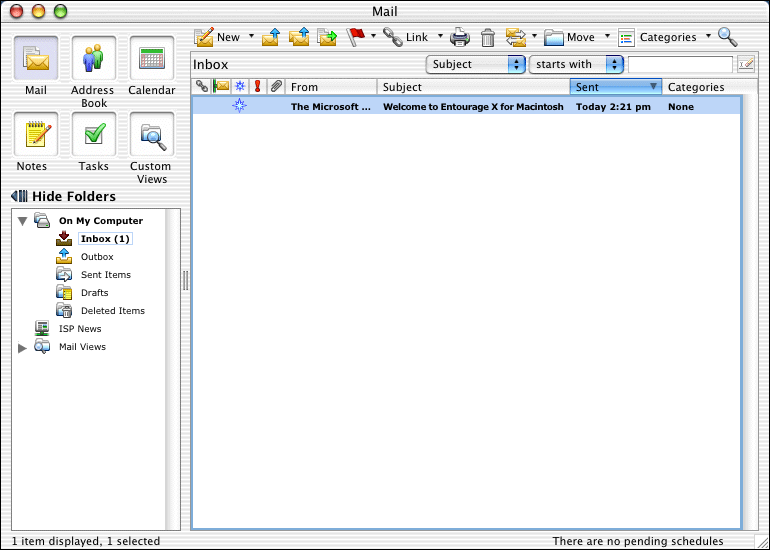 Mail
New
Link
Move
Categories
Mail
Address Book
Calendar
Notes
Tasks
Custom Views
Hide Folders
On My Computer
Inbox (1)
Outbox
Sent Items
Drafts
Deleted Items
ISP News
Mail Views
Inbox
Subject
starts with
From
Subject
Sent
Categories
The Microsoft ...
Welcome to Entourage X for Macintosh
Today 2:21 pm
None
1 item displayed, 1 selected
There are no pending schedules